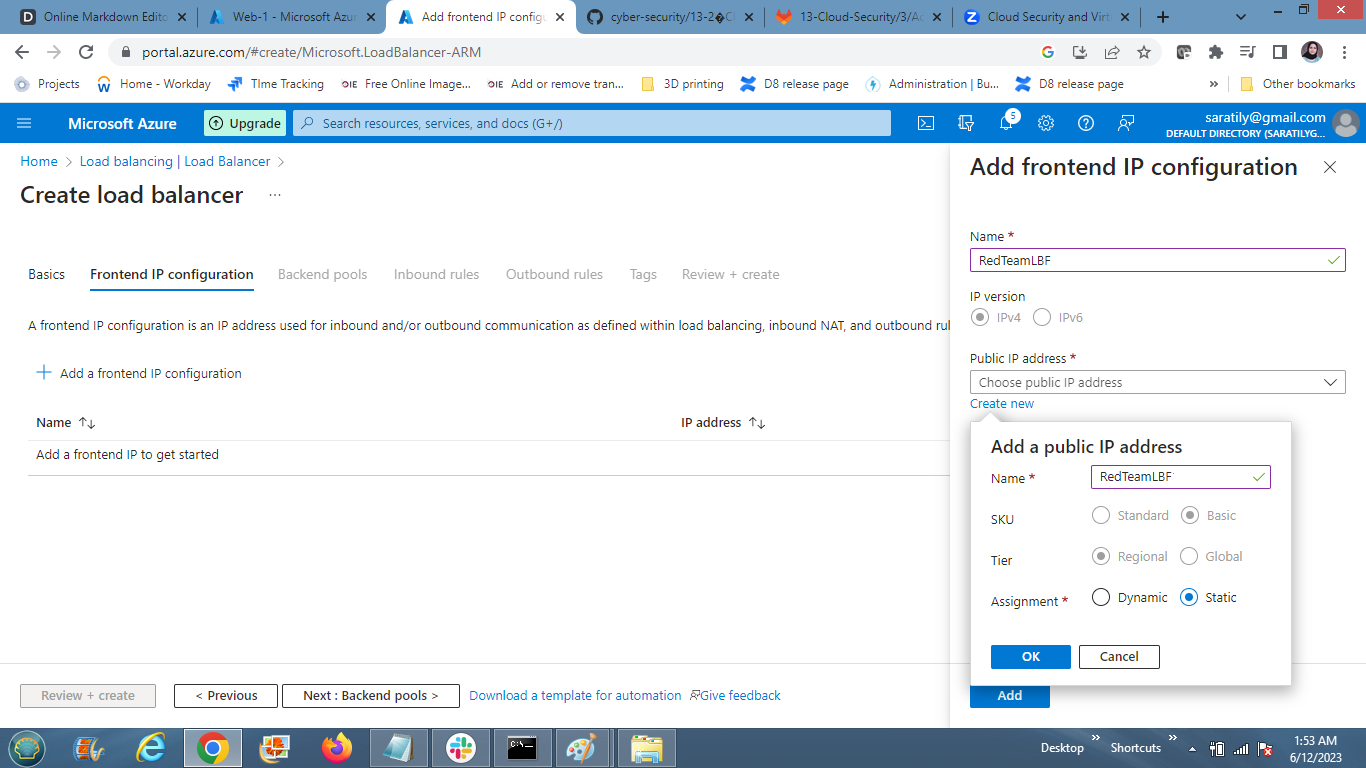 Online Markdown Edito
Web-1 - Microsoft Azur
Add frontend IP configu
cyber-security/13-2�Cl
13-Cloud-Security/3/Ac
Cloud Security and Virtu
portal.azure.com/#create/Microsoft.LoadBalancer-ARM
Projects
Home - Workday
TIme Tracking
OIE Free Online Image...
OIE Add or remove tran...
3D printing
D8 release page
Administration | Bu...
D8 release page
»
Other bookmarks
Microsoft Azure
Upgrade
Search resources, services, and docs (G+/)
5
saratily@gmail.com
DEFAULT DIRECTORY (SARATILYG...
Home > Load balancing | Load Balancer >
Create load balancer ...
Basics
Frontend IP configuration
Backend pools
Inbound rules
Outbound rules
Tags
Review + create
A frontend IP configuration is an IP address used for inbound and/or outbound communication as defined within load balancing, inbound NAT, and outbound rul
+ Add a frontend IP configuration
Name ↑↓
IP address ↑↓
Add a frontend IP to get started
Review + create
< Previous
Next : Backend pools >
Download a template for automation
Give feedback
Add frontend IP configuration
Name *
RedTeamLBF
IP version
IPv4
IPv6
Public IP address *
Choose public IP address
Create new
Add a public IP address
Name *
RedTeamLBF
SKU
Standard
Basic
Tier
Regional
Global
Assignment *
Dynamic
Static
OK
Cancel
Add
C:\-
Desktop »
Shortcuts »
1:53 AM
6/12/2023